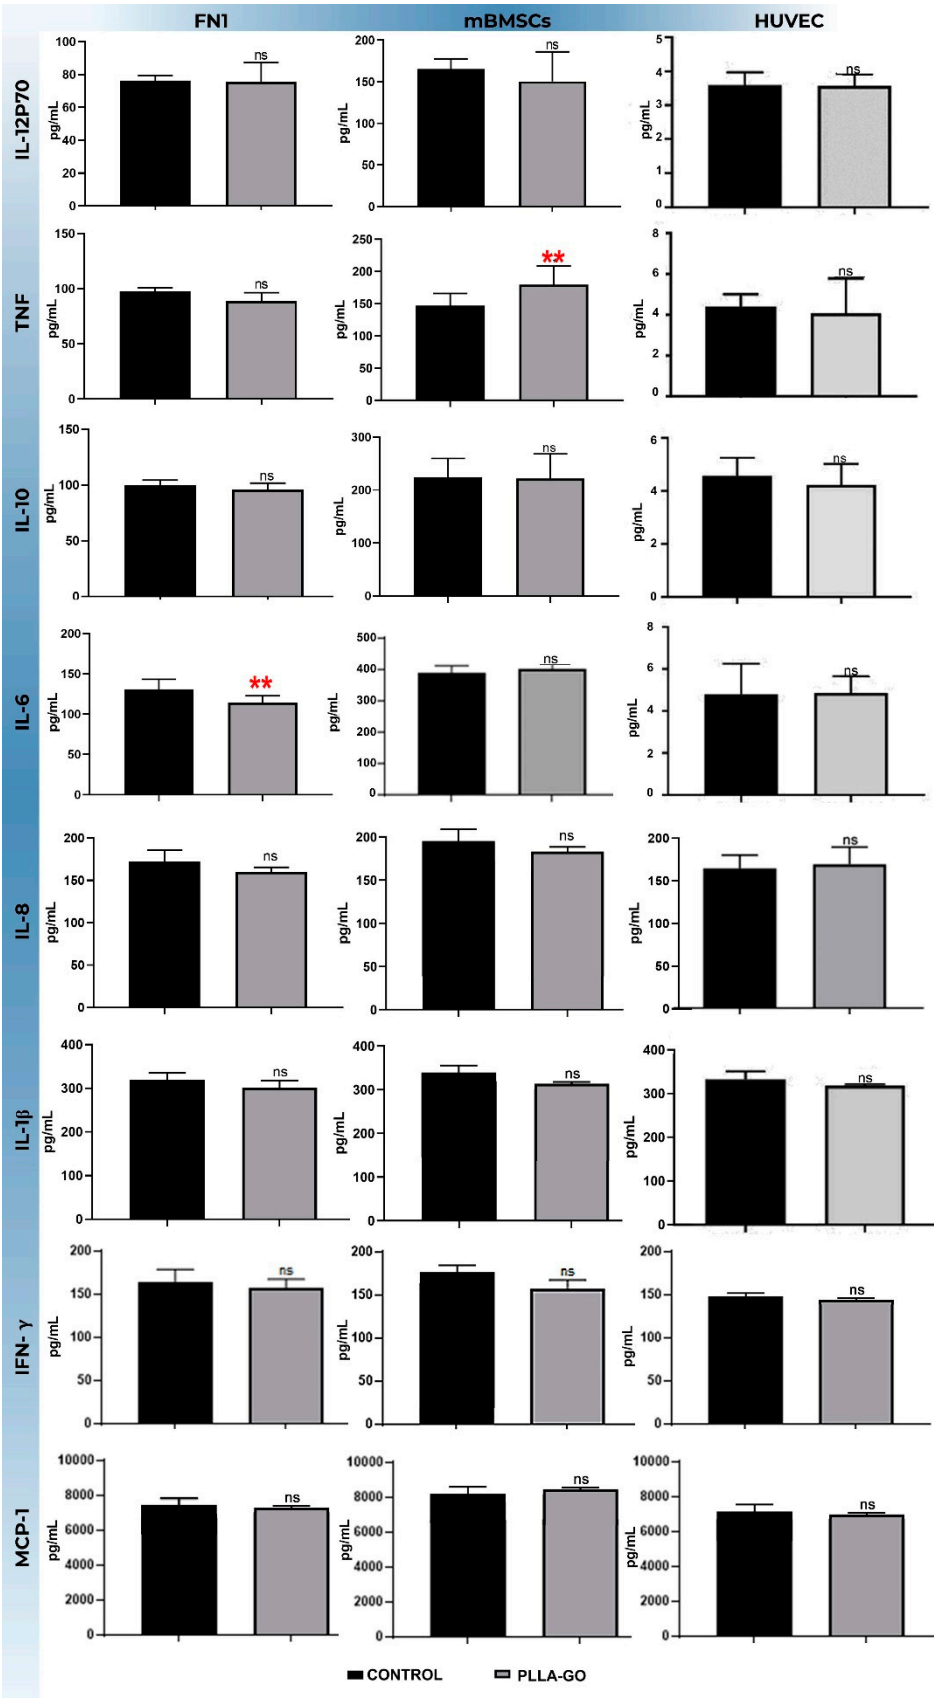 FN1 mBMSCs HUVEC
IL-12P70
pg/mL
100
80
60
40
20
0
ns
pg/mL
200
150
100
50
0
ns
pg/mL
5
4
3
2
1
0
ns
TNF
pg/mL
150
100
50
0
ns
pg/mL
250
200
150
100
50
0
**
pg/mL
8
6
4
2
0
ns
IL-10
pg/mL
150
100
50
0
ns
pg/mL
300
200
100
0
ns
pg/mL
6
4
2
0
ns
IL-6
pg/mL
200
150
100
50
0
**
pg/mL
500
400
300
200
100
0
ns
pg/mL
8
6
4
2
0
ns
IL-8
pg/mL
200
150
100
50
0
ns
pg/mL
200
150
100
50
0
ns
pg/mL
200
150
100
50
0
ns
IL-1β
pg/mL
400
300
200
100
0
ns
pg/mL
400
300
200
100
0
ns
pg/mL
400
300
200
100
0
ns
IFN- γ
pg/mL
200
150
100
50
0
ns
pg/mL
200
150
100
50
0
ns
pg/mL
200
150
100
50
0
ns
MCP-1
pg/mL
10000
8000
6000
4000
2000
0
ns
pg/mL
10000
8000
6000
4000
2000
0
ns
pg/mL
10000
8000
6000
4000
2000
0
ns
CONTROL PLLA-GO